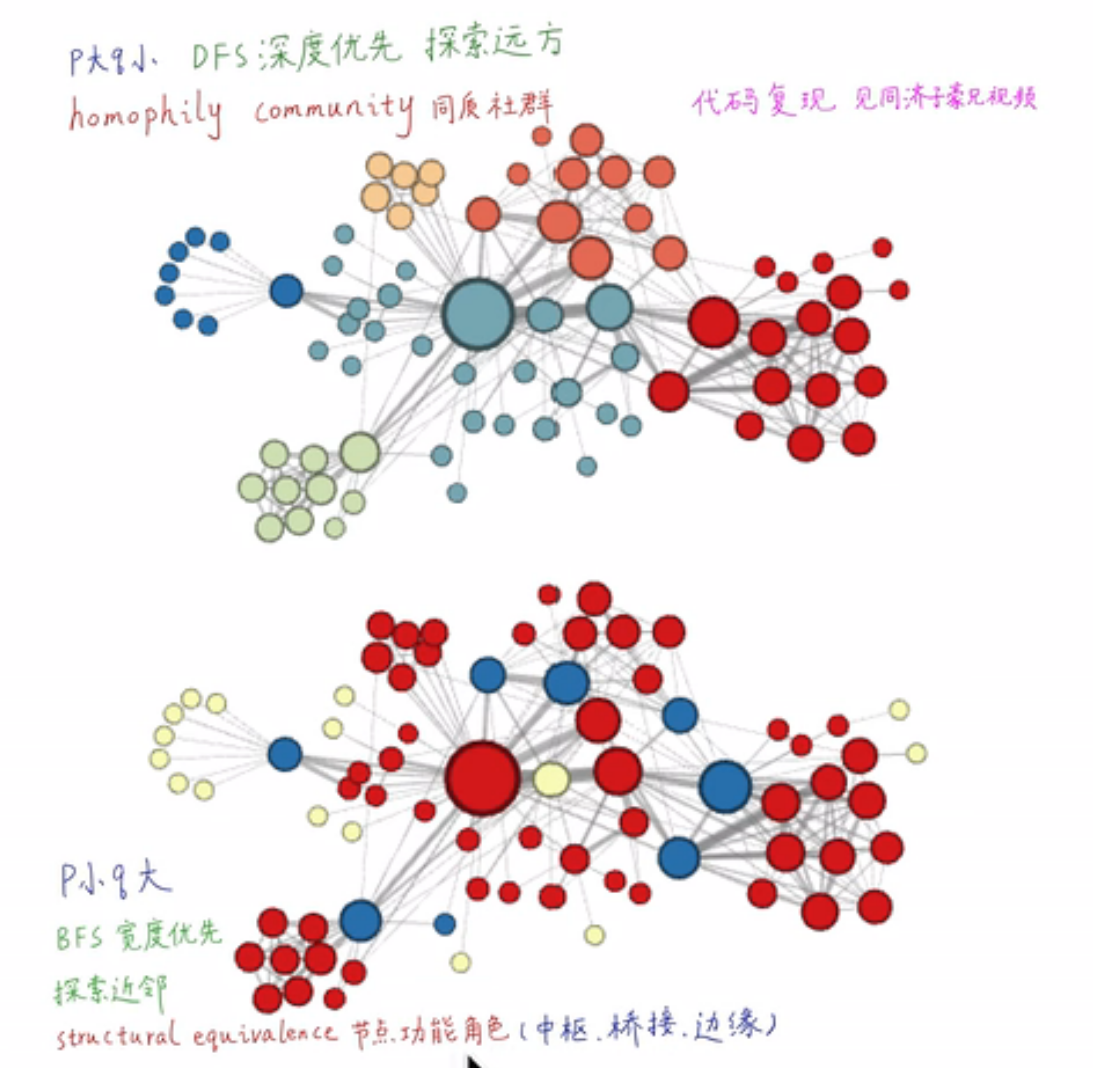 p大q小 DFS:深度优先 探索远方
homophily community 同质社群
代码复现 见同济子豪兄视频
p小q大
BFS 宽度优先
探索近邻
structural equivalence 节点功能角色(中枢、桥接、边缘)